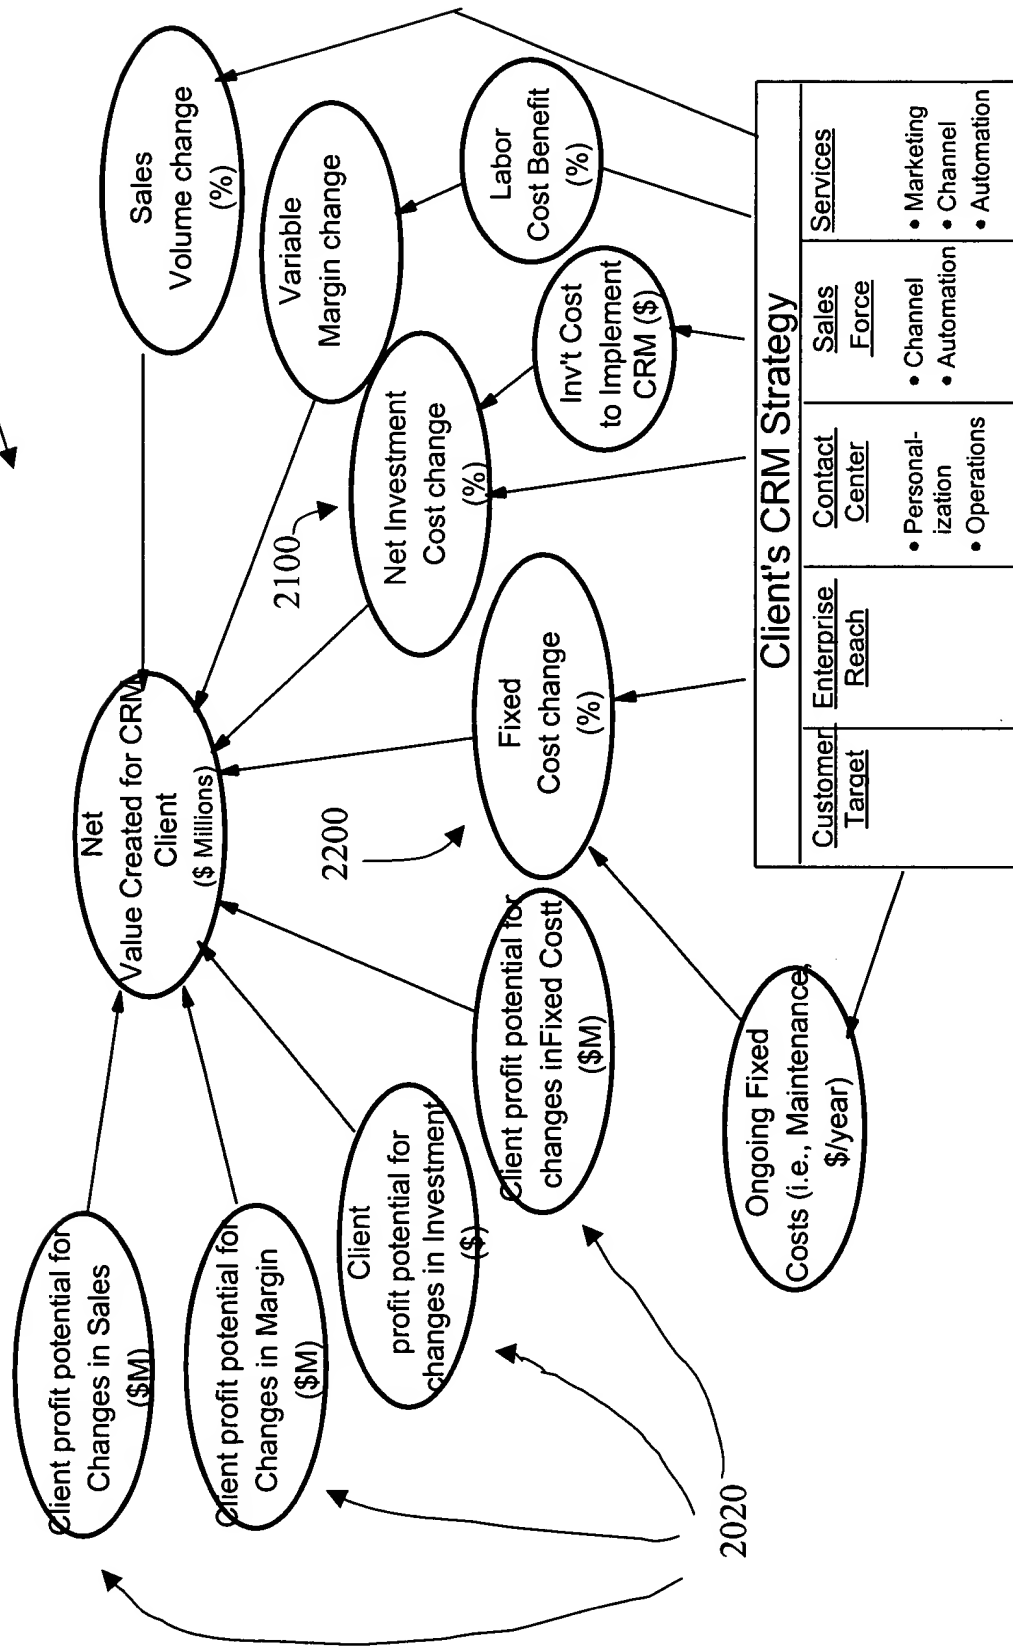 Client profit potential for
Changes in Sales
($M)
Client profit potential for
Changes in Margin
($M)
Client
profit potential for
changes in Investment
($)
Client profit potential for
changes inFixed Costt
($M)
2020
Net
Value Created for CRM
Client
($ Millions)
Sales
Volume change
(%)
Variable
Margin change
2100
Net Investment
Cost change
(%)
2200
Fixed
Cost change
(%)
Labor
Cost Benefit
(%)
Inv't Cost
to Implement
CRM ($)
Ongoing Fixed
Costs (i.e., Maintenance,
$/year)
Client's CRM Strategy
Customer
Target
Enterprise
Reach
Contact
Center
• Personal-
ization
• Operations
Sales
Force
• Channel
• Automation
Services
• Marketing
• Channel
• Automation